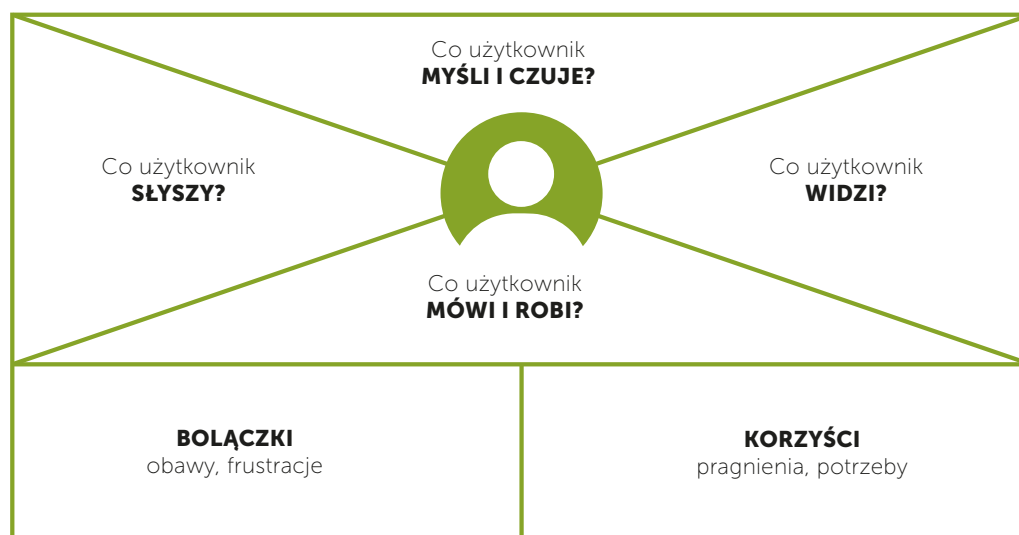 Co użytkownik
MYŚLI I CZUJE?
Co użytkownik
SŁYSZY?
Co użytkownik
WIDZI?
Co użytkownik
MÓWI I ROBI?
BOLĄCZKI
obawy, frustracje
KORZYŚCI
pragnienia, potrzeby